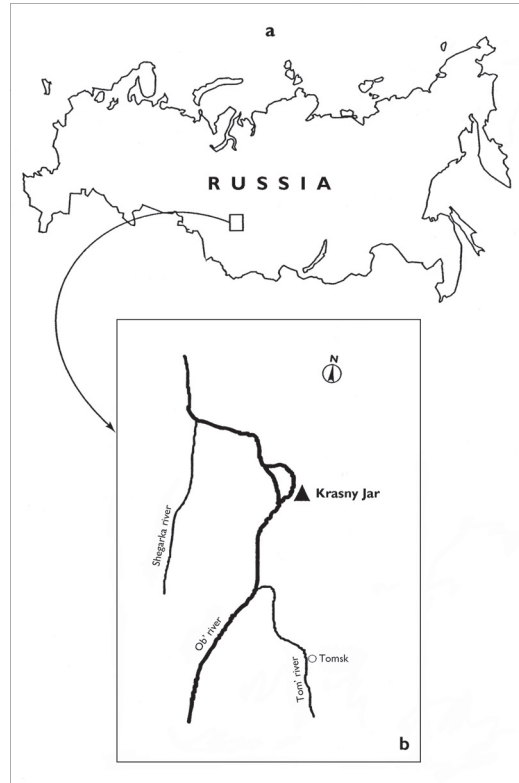 a
RUSSIA
N
Krasny Jar
Shegarka river
Ob' river
Tom' river
Tomsk
b